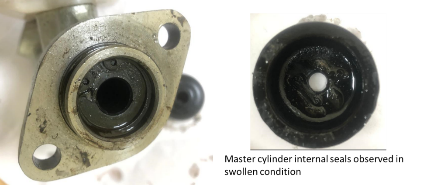 Master cylinder internal seals observed in
swollen condition